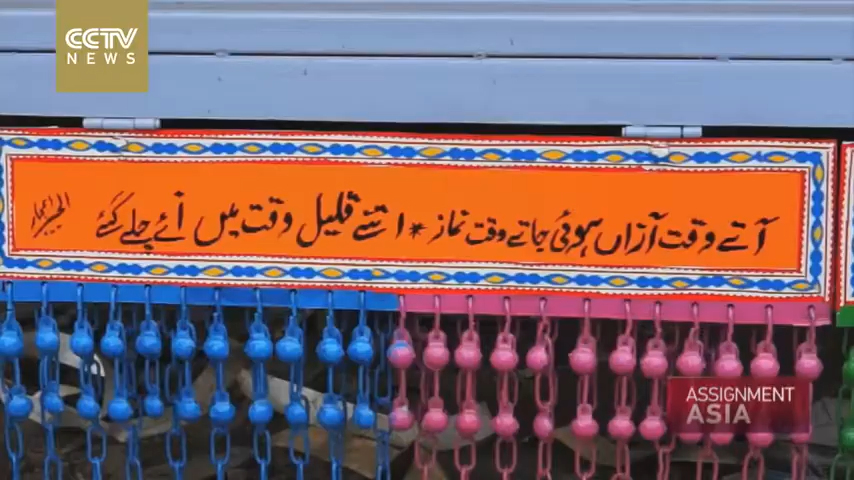 CCTV
NEWS
آتے وقت آزاں ہوئی جاتے وقت نماز * اتنے قلیل وقت میں آئے چلے گئے
ASSIGNMENT
ASIA